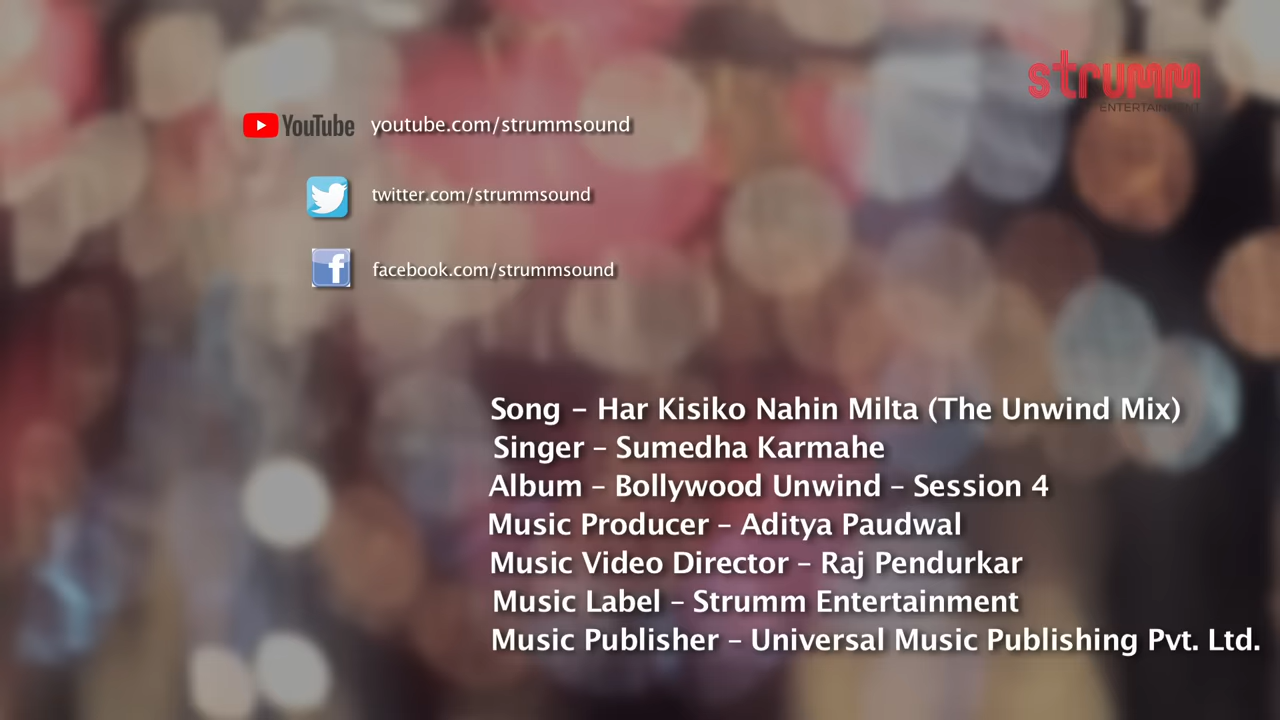 strumm
ENTERTAINMENT
YouTube youtube.com/strummsound
twitter.com/strummsound
f facebook.com/strummsound
Song – Har Kisiko Nahin Milta (The Unwind Mix)
Singer – Sumedha Karmahe
Album – Bollywood Unwind – Session 4
Music Producer – Aditya Paudwal
Music Video Director – Raj Pendurkar
Music Label – Strumm Entertainment
Music Publisher – Universal Music Publishing Pvt. Ltd.